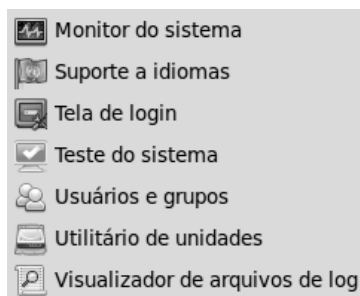 Monitor do sistema
Suporte a idiomas
Tela de login
Teste do sistema
Usuários e grupos
Utilitário de unidades
Visualizador de arquivos de log